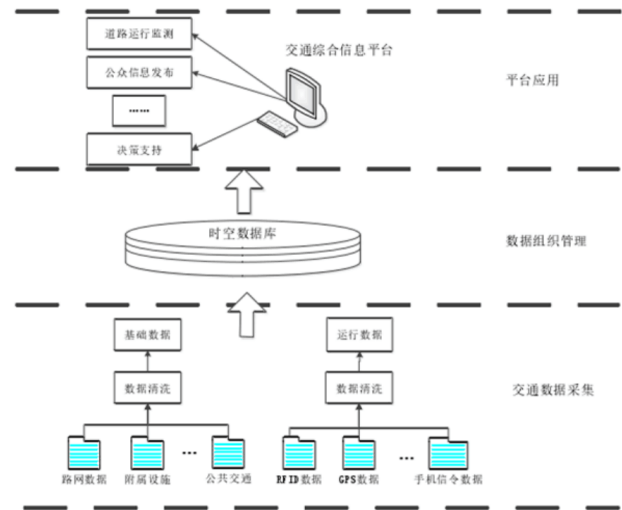 道路运行监测
交通综合信息平台
公众信息发布
平台应用
……
决策支持
时空数据库
数据组织管理
基础数据
运行数据
数据清洗
数据清洗
交通数据采集
…
…
路网数据
附属设施
公共交通
RFID数据
GPS数据
手机信令数据